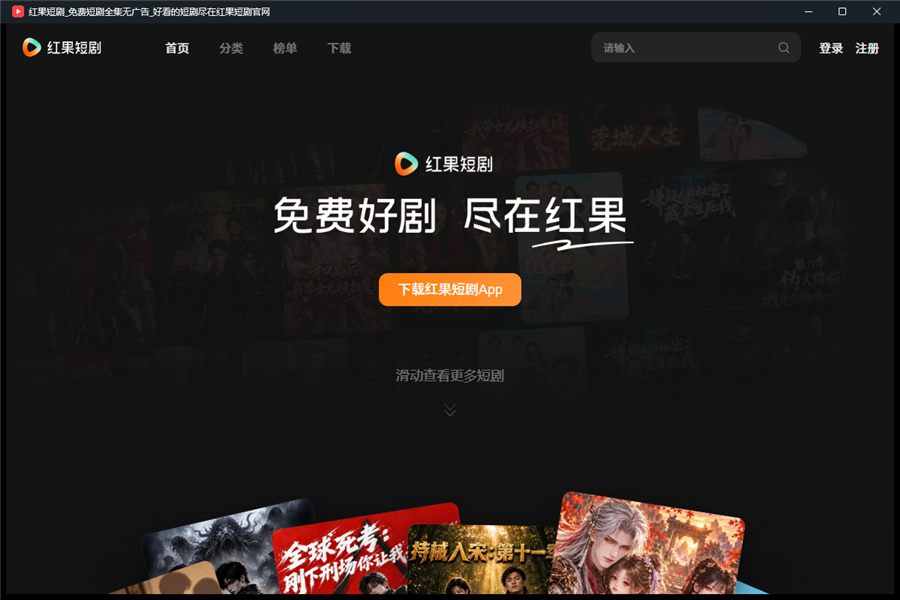 红果短剧_免费短剧全集无广告_好看的短剧尽在红果短剧官网
红果短剧
首页 分类 榜单 下载
请输入
登录 注册
莞城人生
红果短剧
免费好剧 尽在红果
下载红果短剧App
滑动查看更多短剧
全球死考:
刚下刑场你让我
持械入宋:第十一